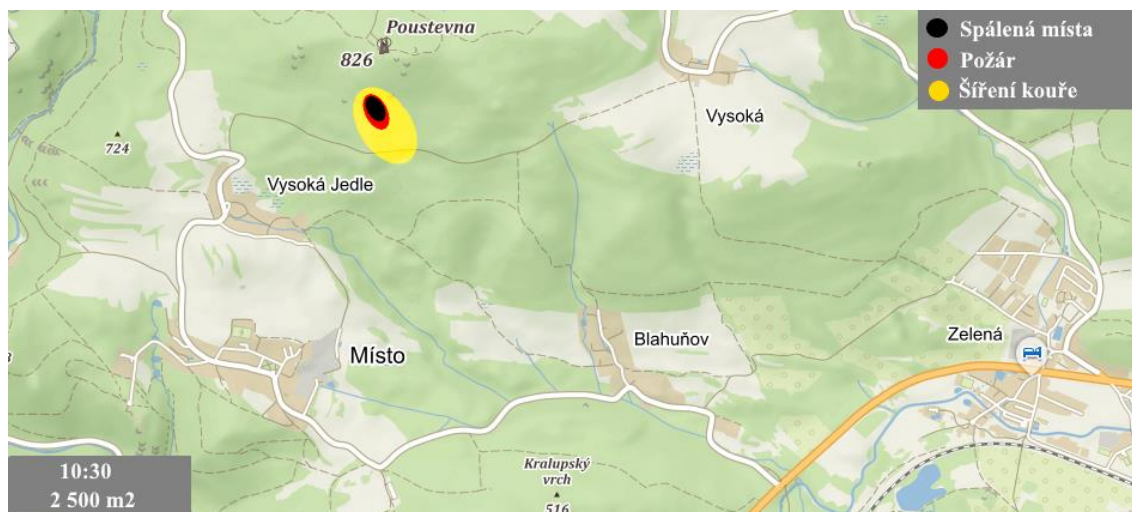 Poustevna
826
Spálená místa
Požár
Šíření kouře
Vysoká
724
Vysoká Jedle
Blahuňov
Zelená
Místo
10:30
2 500 m2
Kralupský
vrch
516